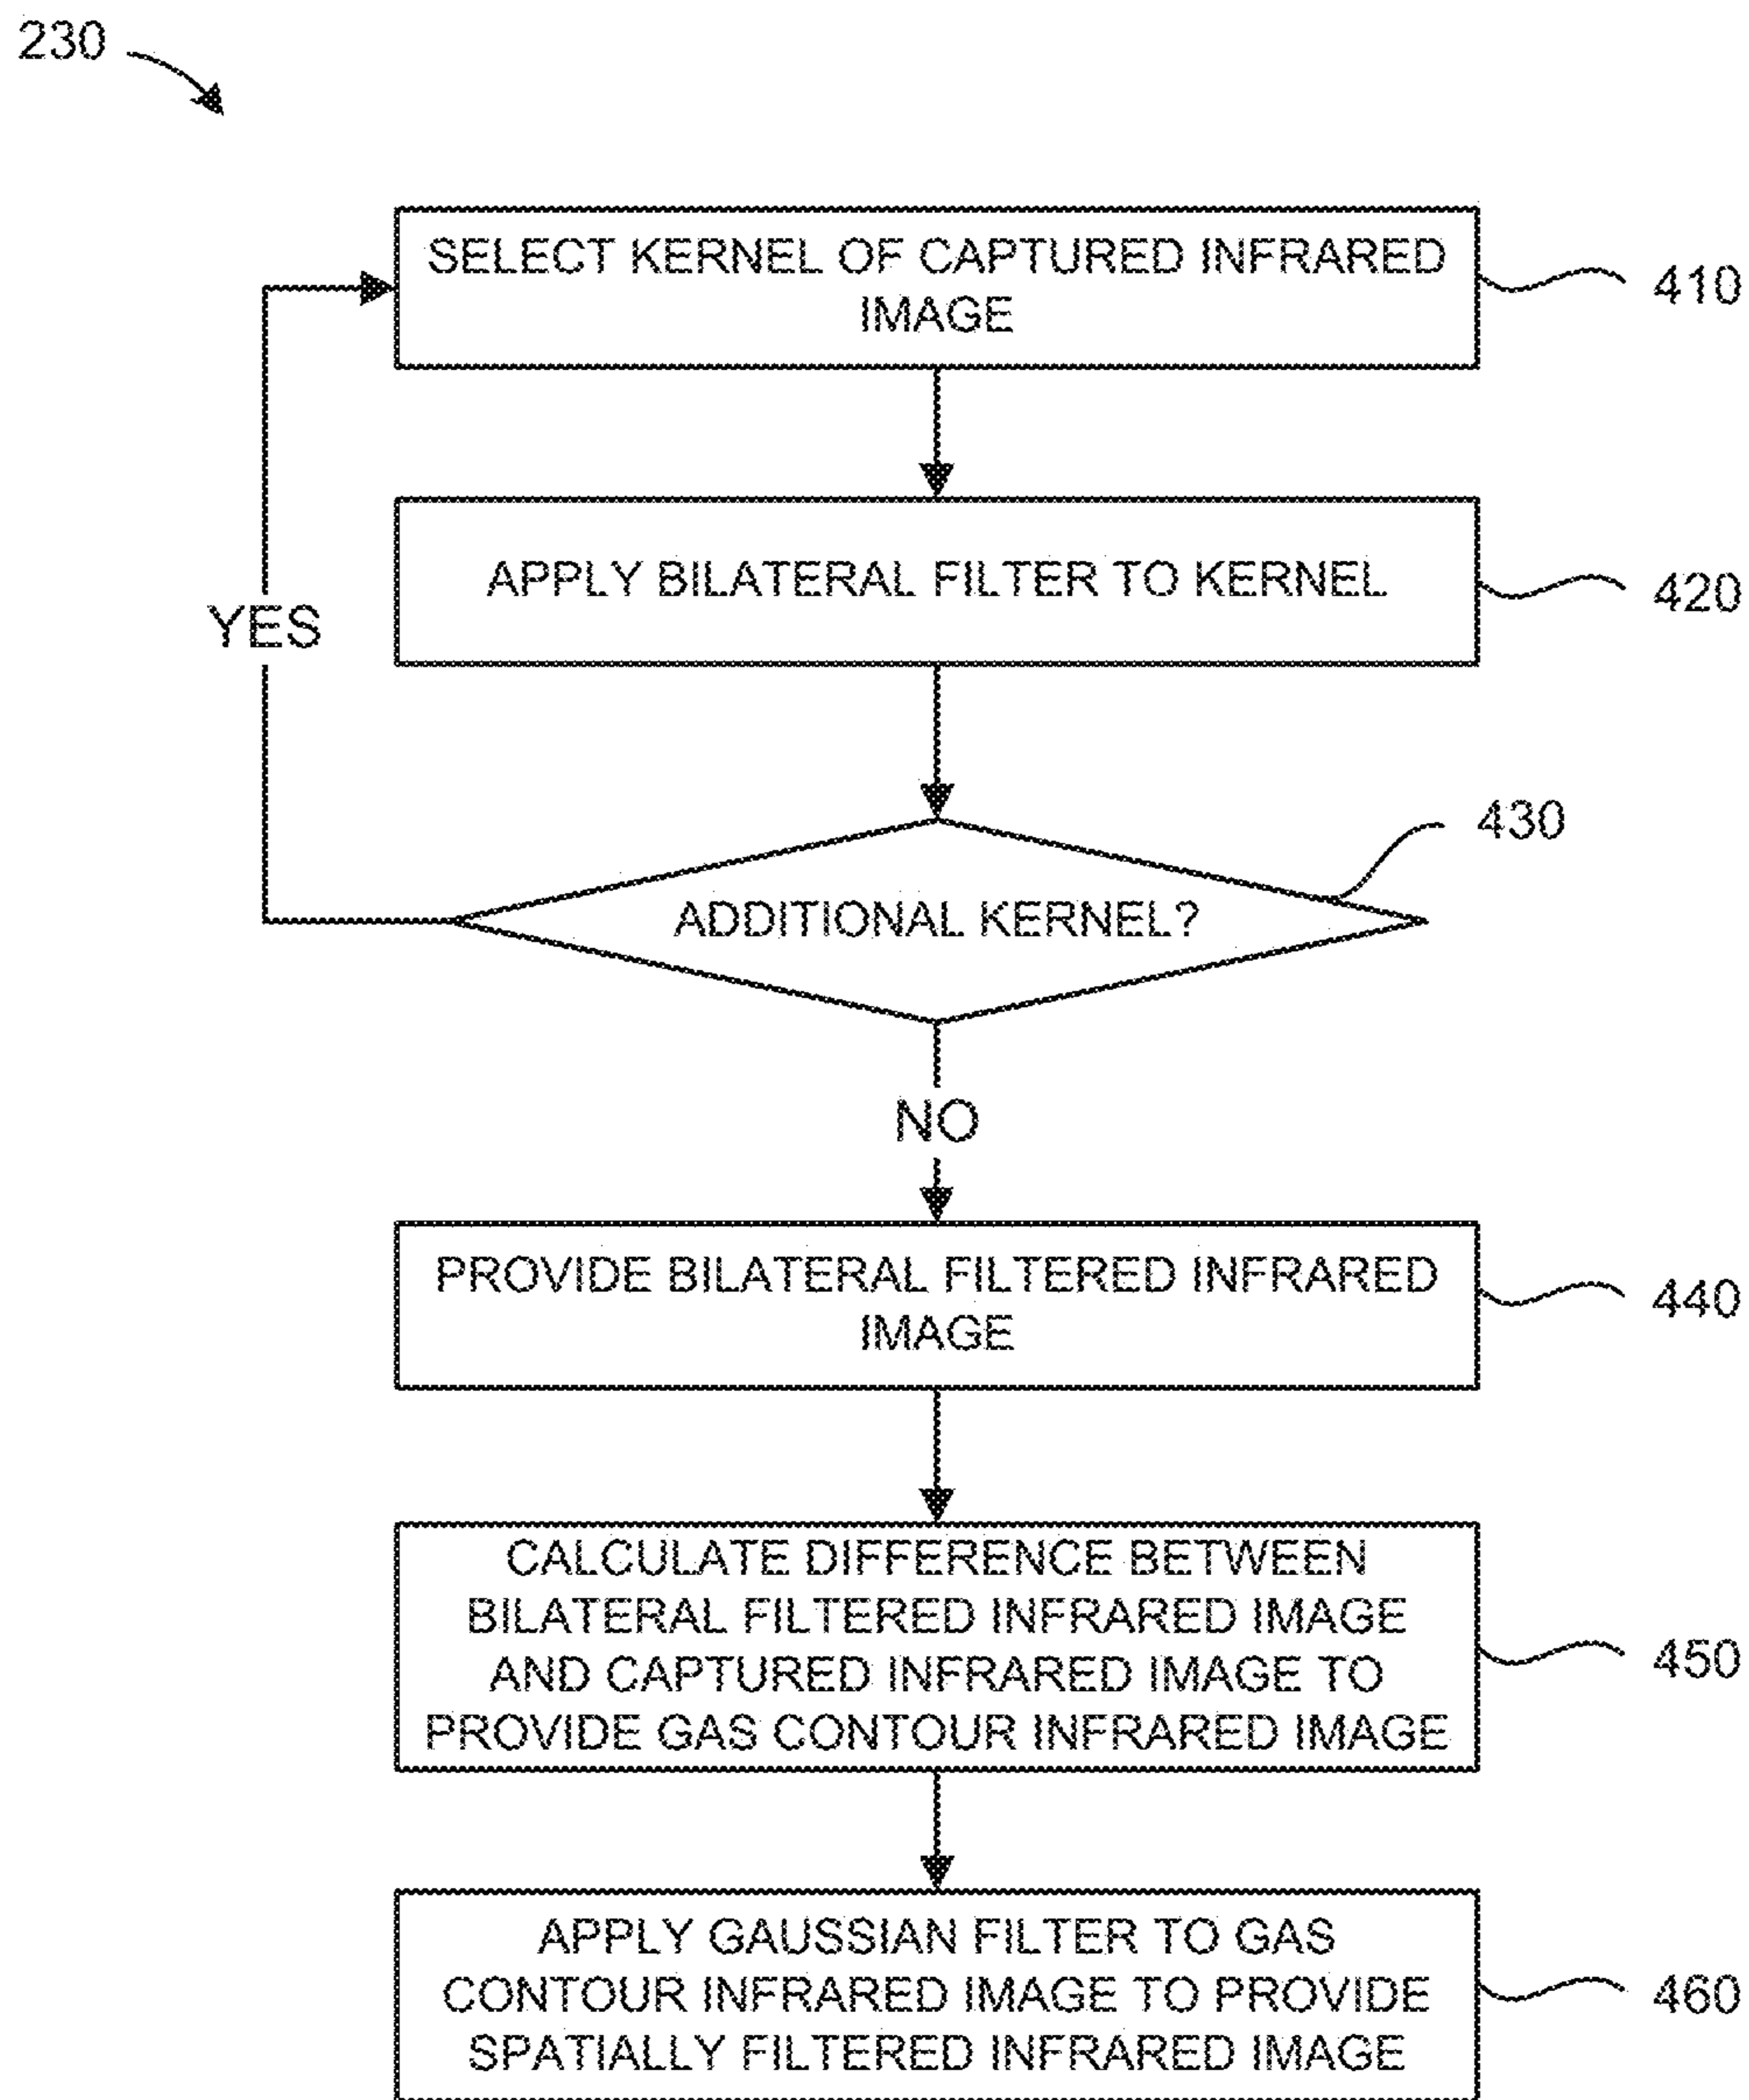 230
SELECT KERNEL OF CAPTURED INFRARED
IMAGE
410
APPLY BILATERAL FILTER TO KERNEL
420
YES
430
ADDITIONAL KERNEL?
NO
PROVIDE BILATERAL FILTERED INFRARED
IMAGE
440
CALCULATE DIFFERENCE BETWEEN
BILATERAL FILTERED INFRARED IMAGE
AND CAPTURED INFRARED IMAGE TO
PROVIDE GAS CONTOUR INFRARED IMAGE
450
APPLY GAUSSIAN FILTER TO GAS
CONTOUR INFRARED IMAGE TO PROVIDE
SPATIALLY FILTERED INFRARED IMAGE
460